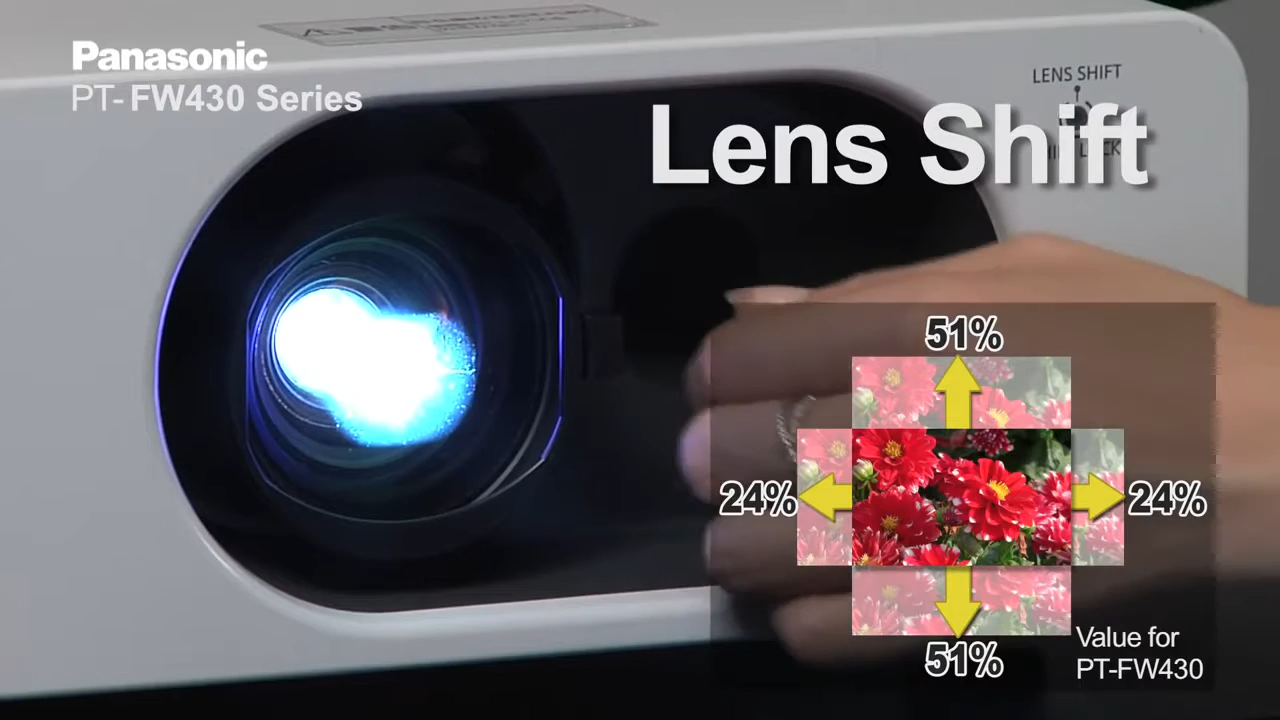 Panasonic
PT-FW430 Series
LENS SHIFT
Lens Shift
51%
24%
24%
51%
Value for
PT-FW430